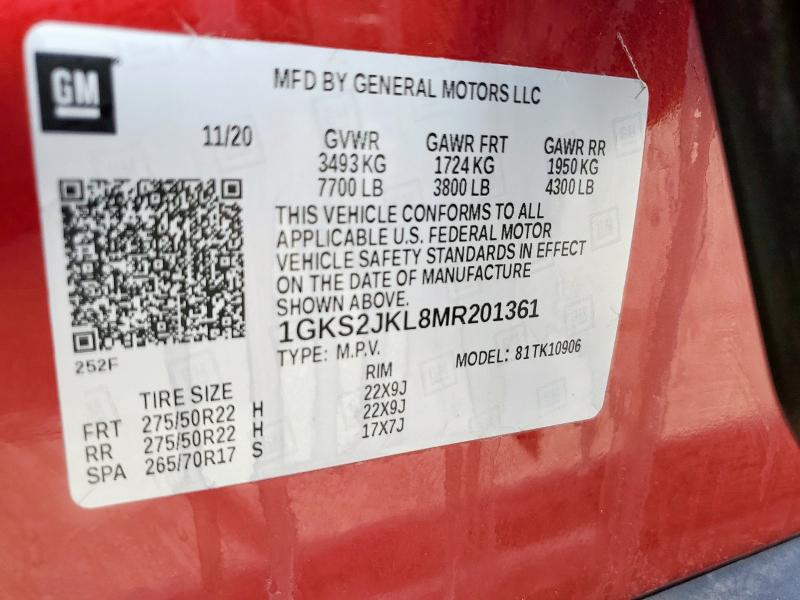 GM
MFD BY GENERAL MOTORS LLC
11/20 GVWR GAWR FRT GAWR RR
3493 KG 1724 KG 1950 KG
7700 LB 3800 LB 4300 LB
THIS VEHICLE CONFORMS TO ALL
APPLICABLE U.S. FEDERAL MOTOR
VEHICLE SAFETY STANDARDS IN EFFECT
ON THE DATE OF MANUFACTURE
SHOWN ABOVE.
1GKS2JKL8MR201361
252F
TYPE: M.P.V. MODEL: 81TK10906
TIRE SIZE RIM
FRT 275/50R22 H 22X9J
RR 275/50R22 H 22X9J
SPA 265/70R17 S 17X7J